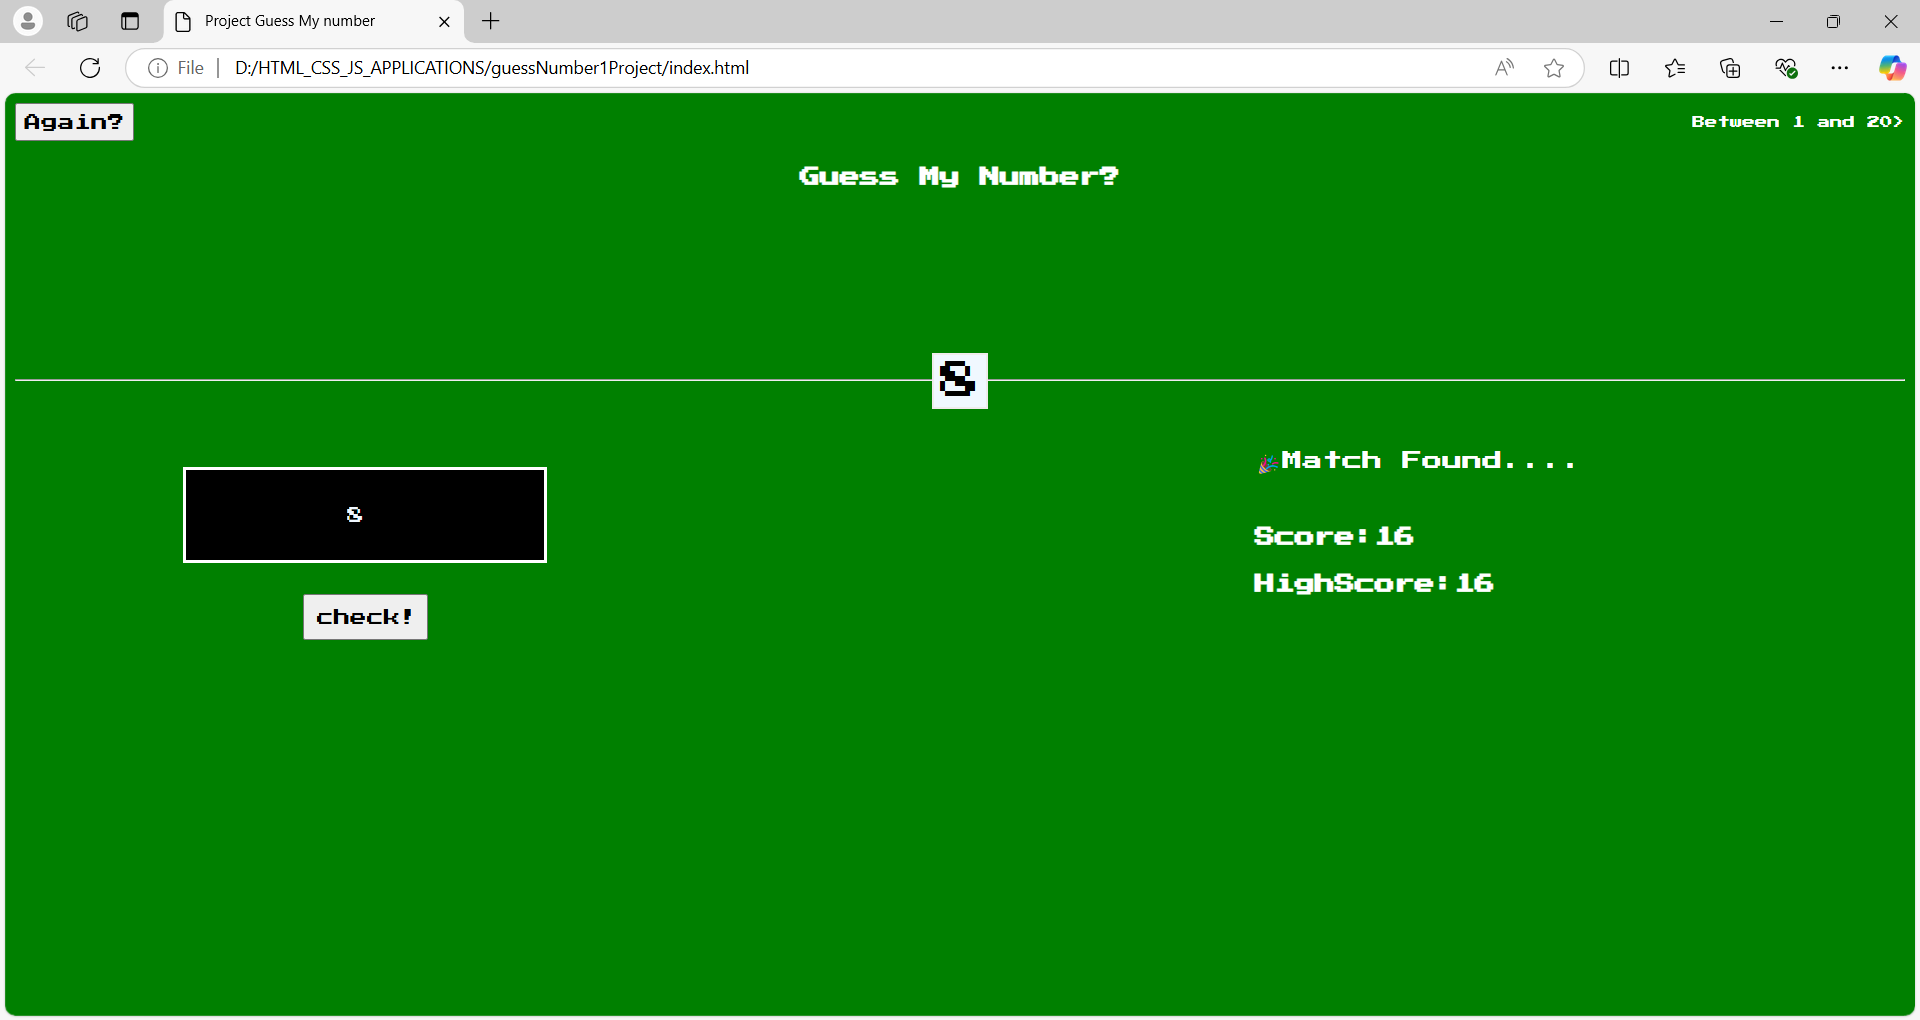 Project Guess My number
File
D:/HTML_CSS_JS_APPLICATIONS/guessNumber1Project/index.html
Again?
Between 1 and 20>
Guess My Number?
8
🎉Match Found....
8
Score:16
HighScore:16
check!